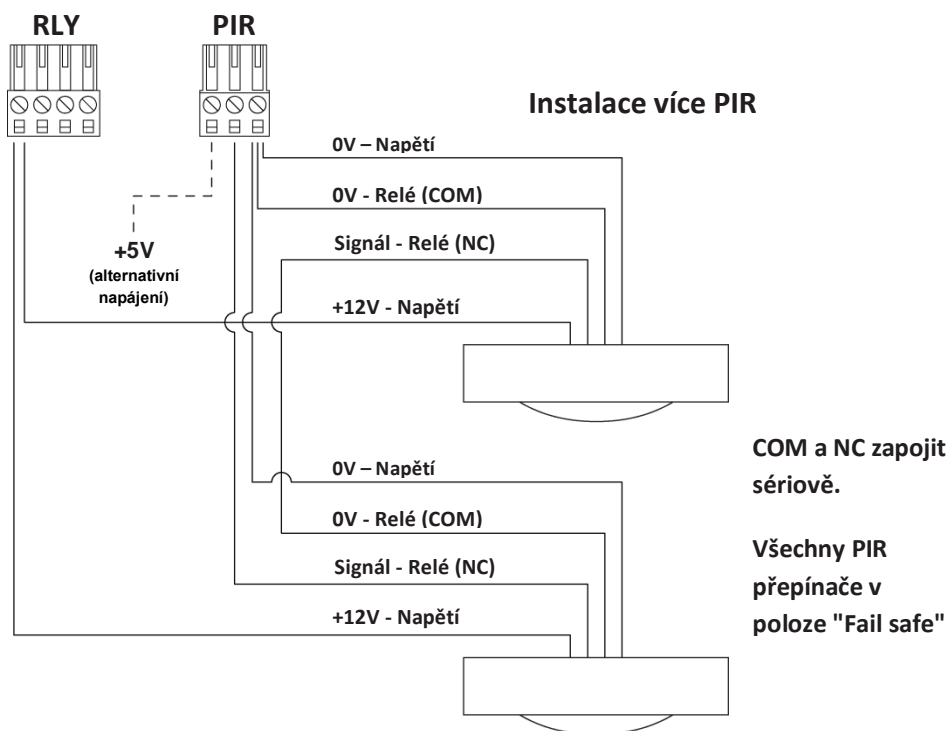 RLY
PIR
Instalace více PIR
0V – Napětí
0V - Relé (COM)
Signál - Relé (NC)
+5V
(alternativní
napájení)
+12V - Napětí
COM a NC zapojit
sériově.
0V – Napětí
0V - Relé (COM)
Všechny PIR
přepínače v
poloze "Fail safe"
Signál - Relé (NC)
+12V - Napětí